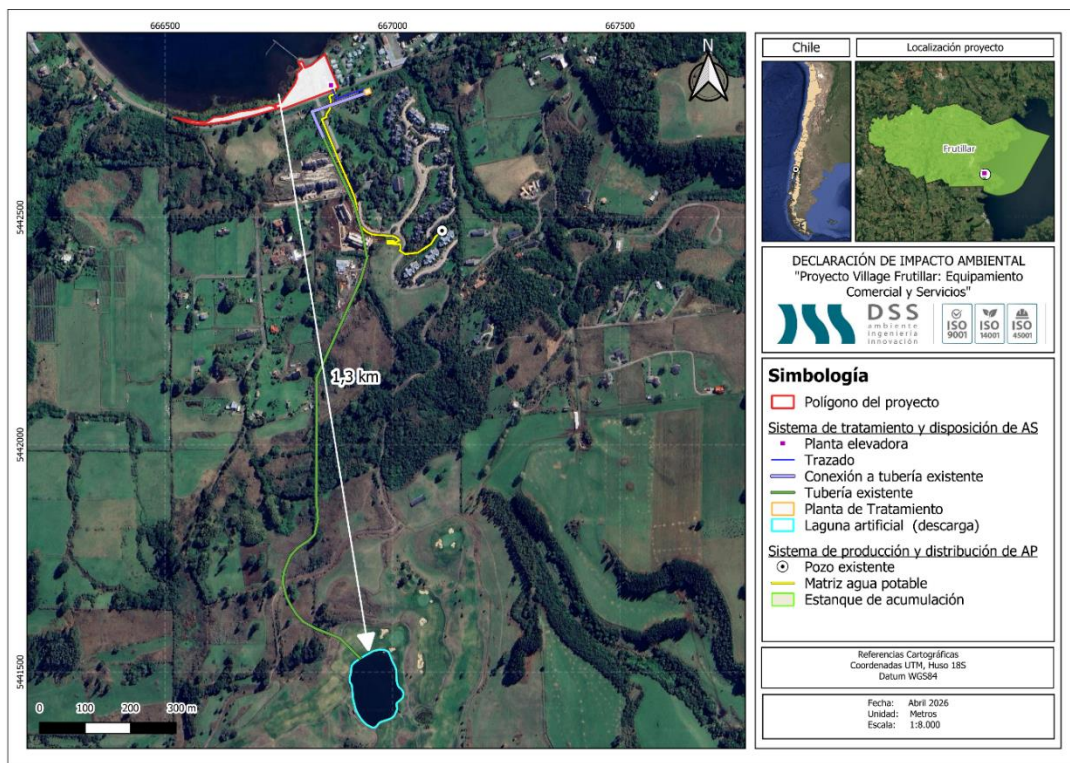 666500
667000
667500
5442500
5442000
5441500
N
1,3 km
0 100 200 300 m
Chile
Localización proyecto
Frutillar
DECLARACIÓN DE IMPACTO AMBIENTAL
"Proyecto Village Frutillar: Equipamiento
Comercial y Servicios"
DSS
ambiente
ingeniería
innovación
ISO
9001
ISO
14001
ISO
45001
Simbología
Polígono del proyecto
Sistema de tratamiento y disposición de AS
Planta elevadora
Trazado
Conexión a tubería existente
Tubería existente
Planta de Tratamiento
Laguna artificial (descarga)
Sistema de producción y distribución de AP
Pozo existente
Matriz agua potable
Estanque de acumulación
Referencias Cartográficas
Coordenadas UTM, Huso 18S
Datum WGS84
Fecha: Abril 2026
Unidad: Metros
Escala: 1:8.000